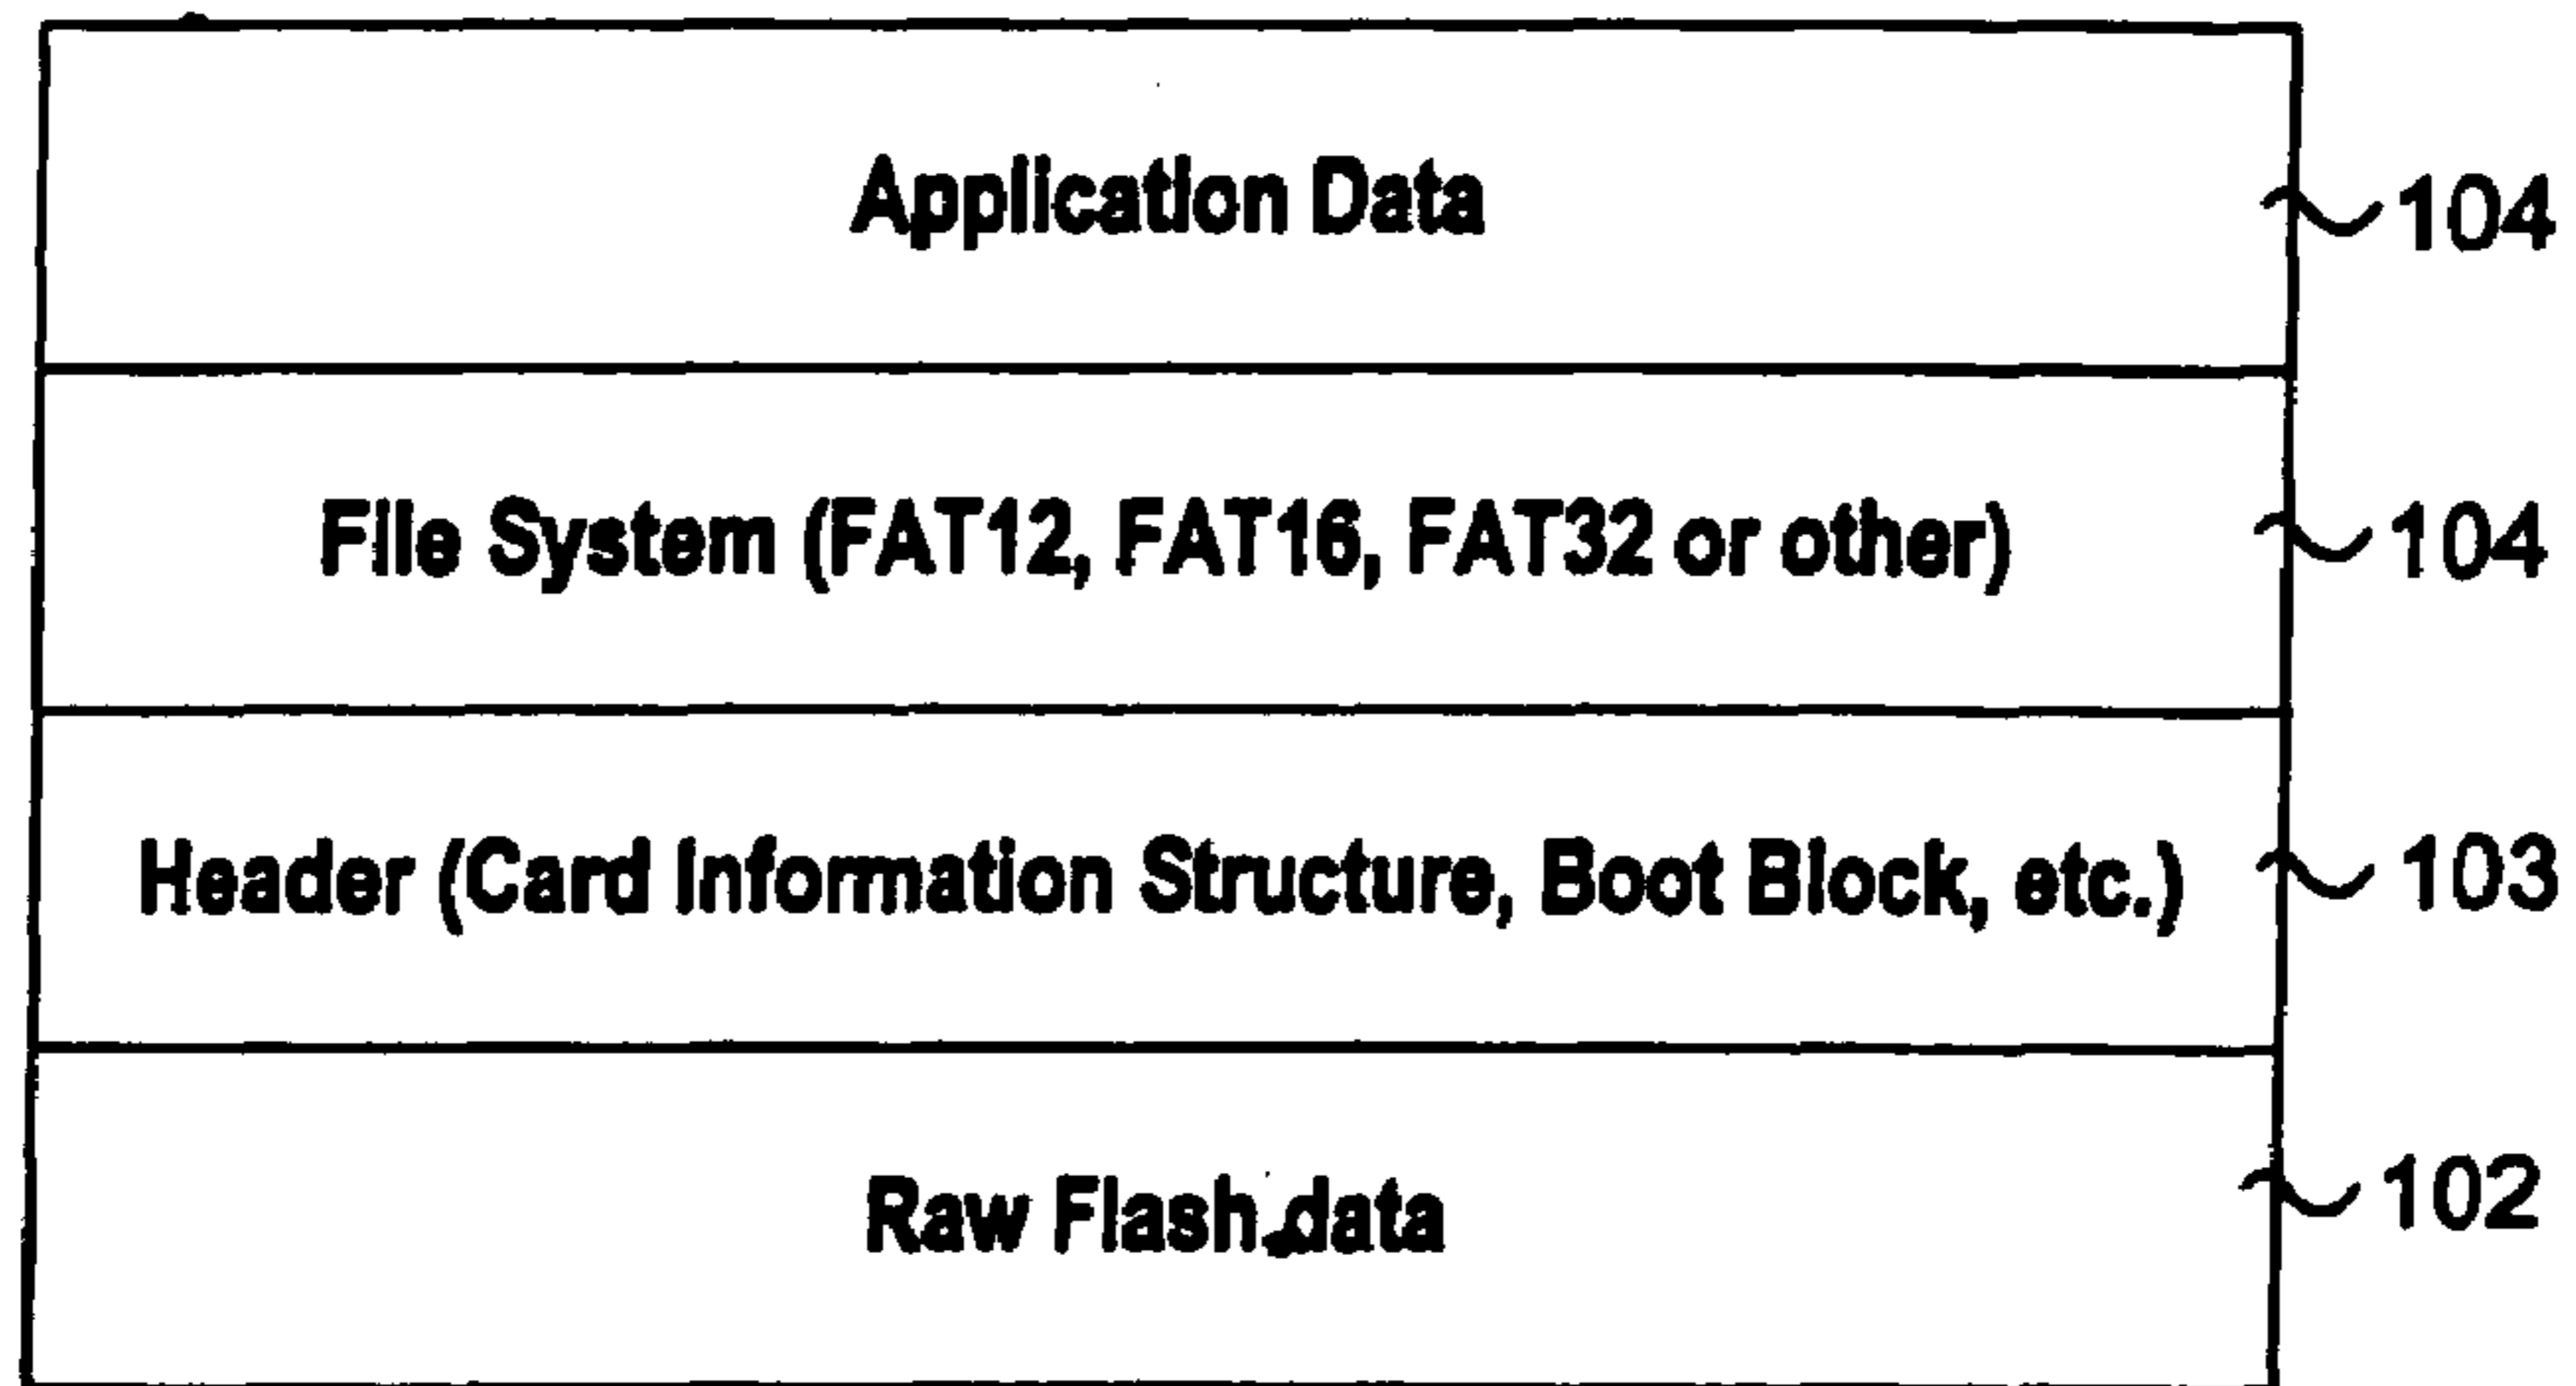 Application Data 104
File System (FAT12, FAT16, FAT32 or other) 104
Header (Card Information Structure, Boot Block, etc.) 103
Raw Flash data 102